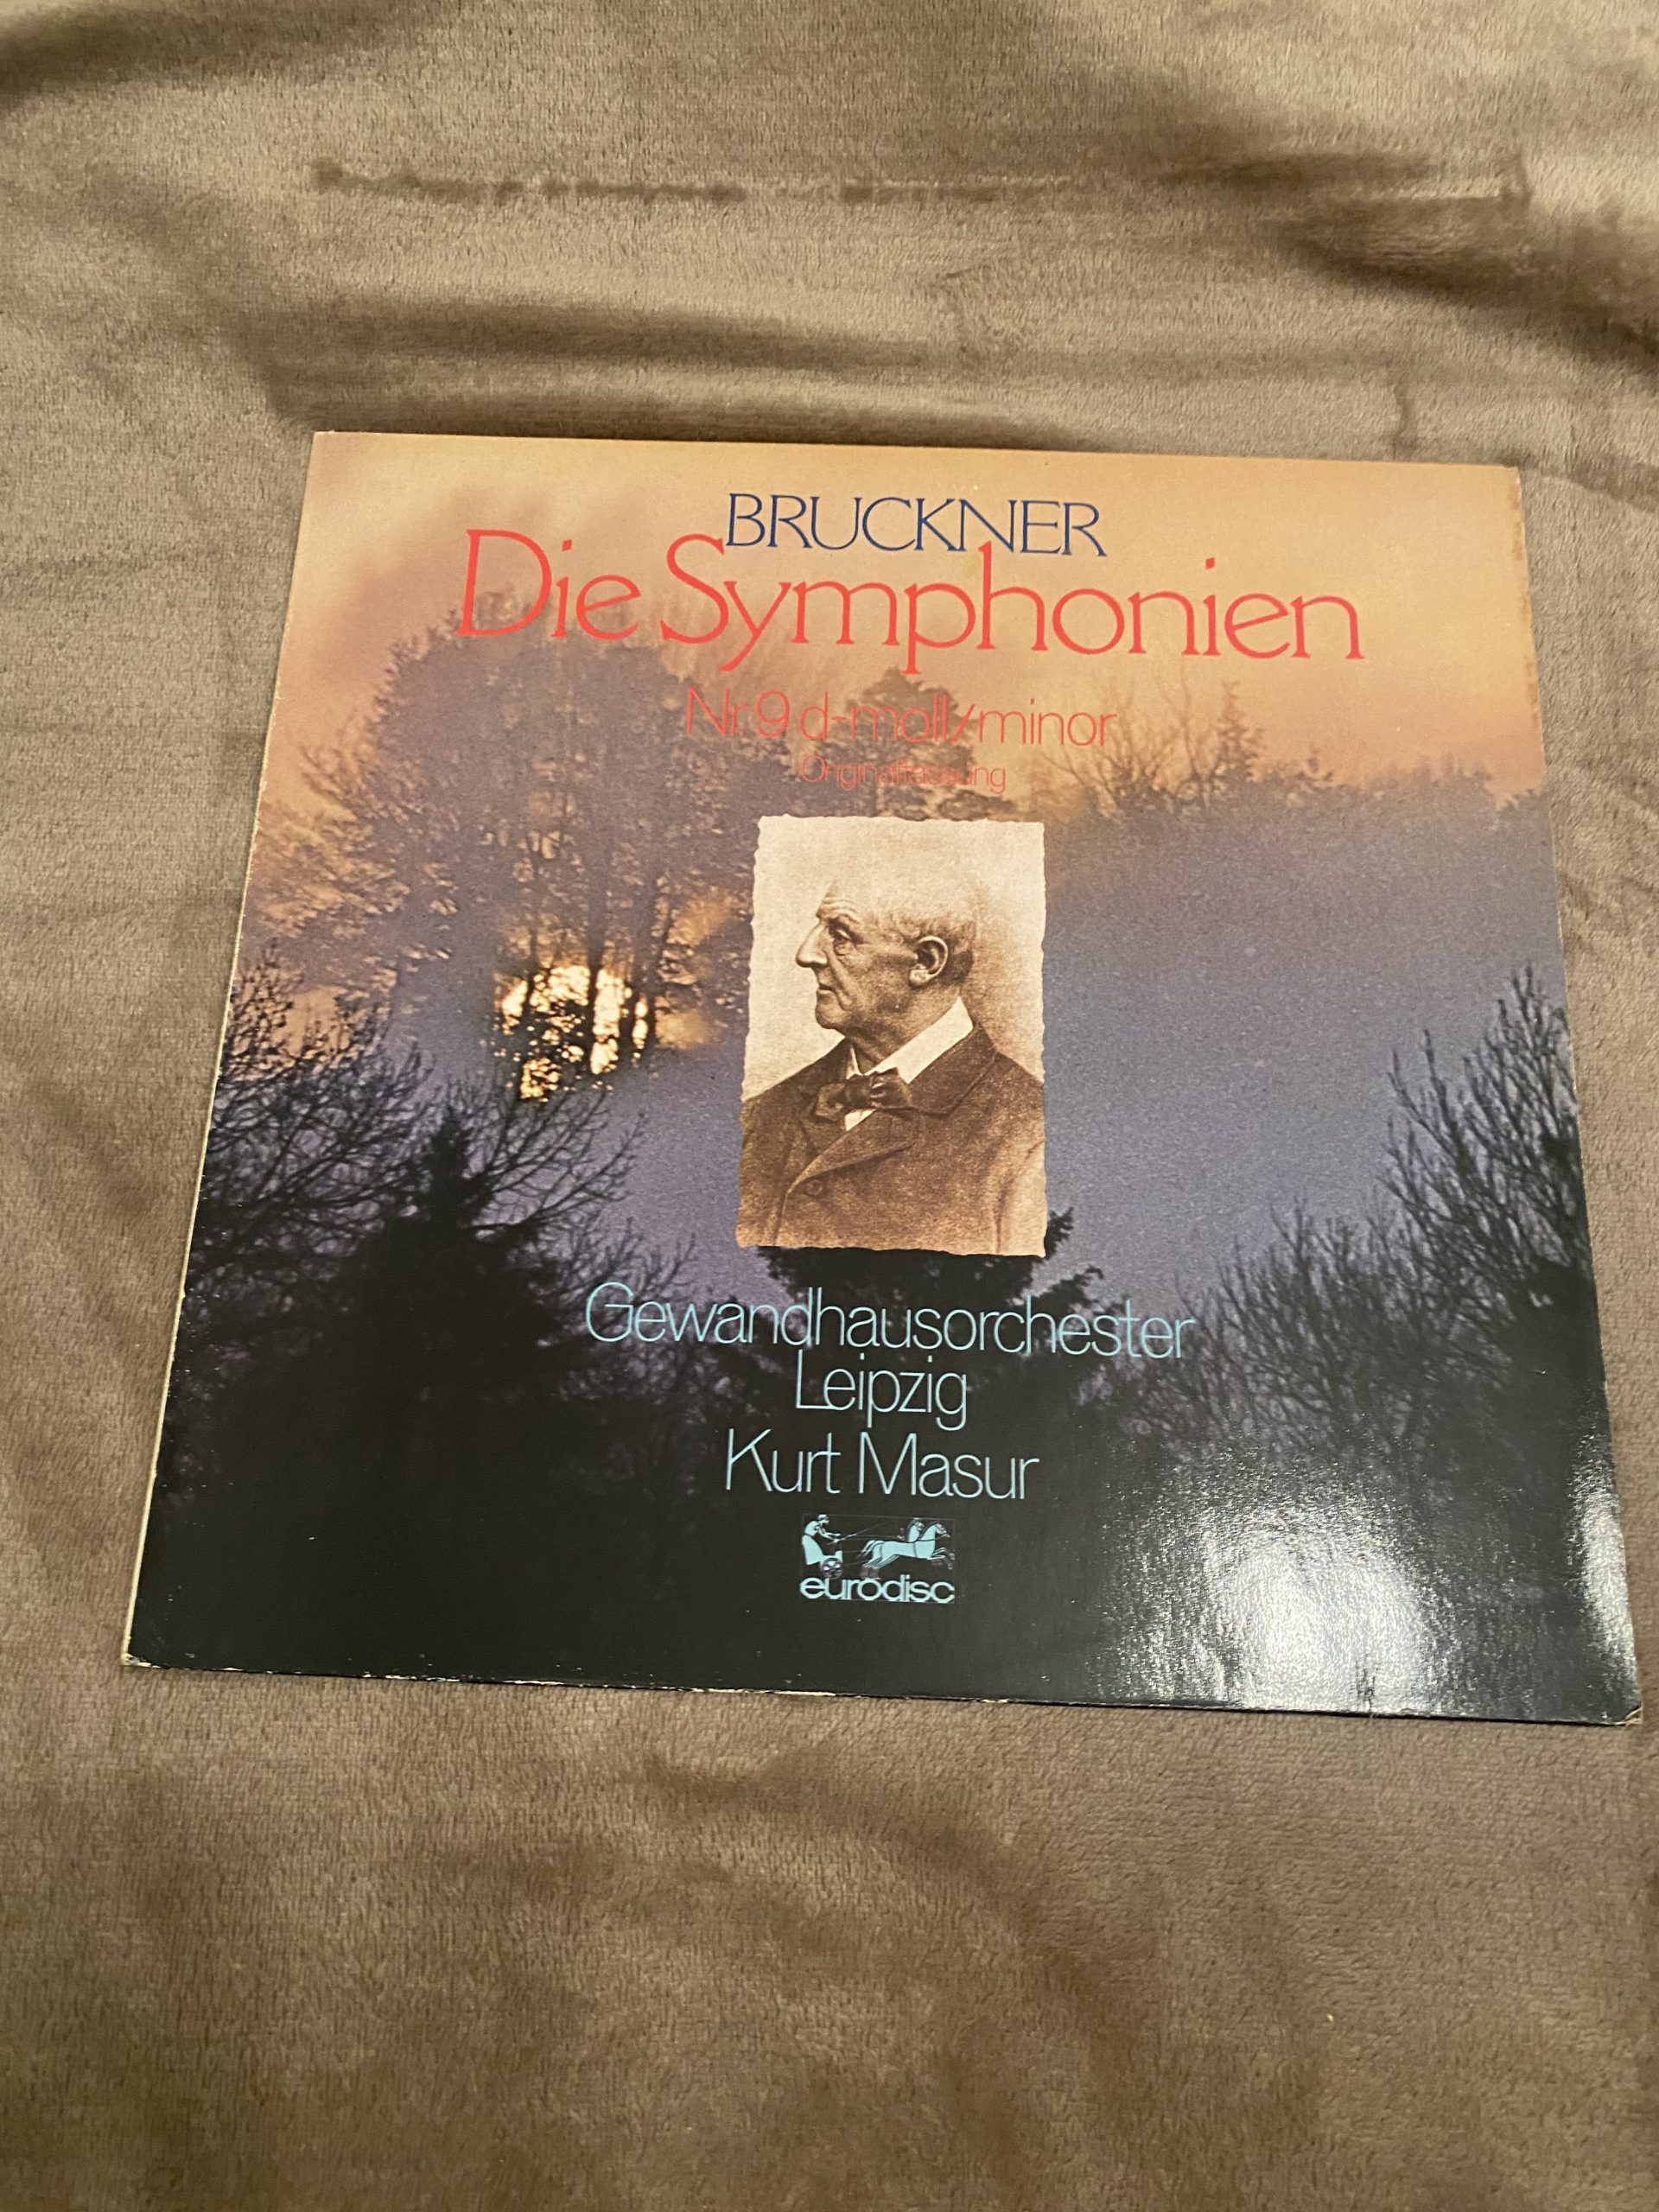 BRUCKNER
Die Symphonien
Nr. 9 d-moll/minor
Originalfassung
Gewandhausorchester
Leipzig
Kurt Masur
eurodisc